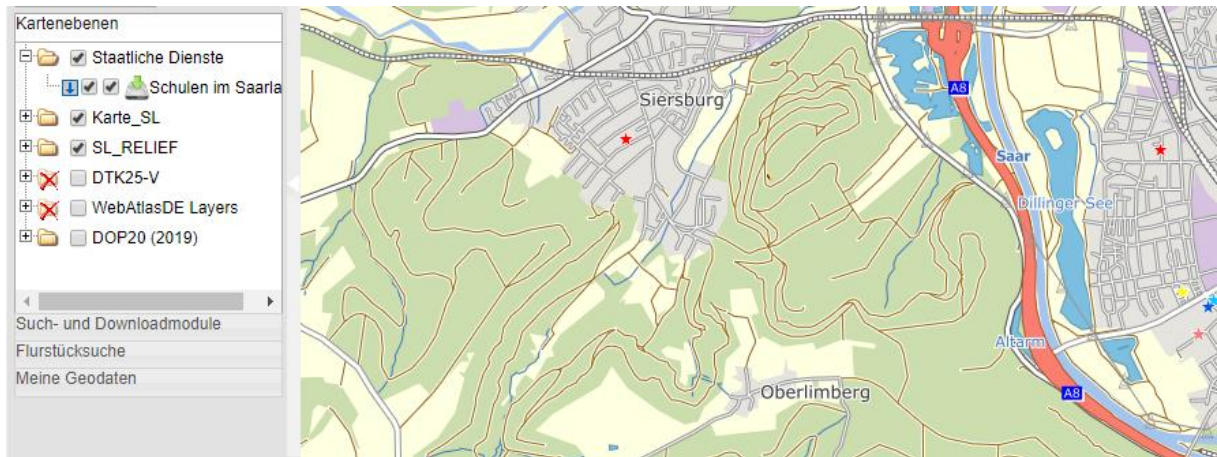 Kartenebenen
Staatliche Dienste
Schulen im Saarla
Karte_SL
SL_RELIEF
DTK25-V
WebAtlasDE Layers
DOP20 (2019)
Such- und Downloadmodule
Flurstücksuche
Meine Geodaten
Siersburg
A8
Saar
Dillinger See
Altarm
Oberlimberg
A8